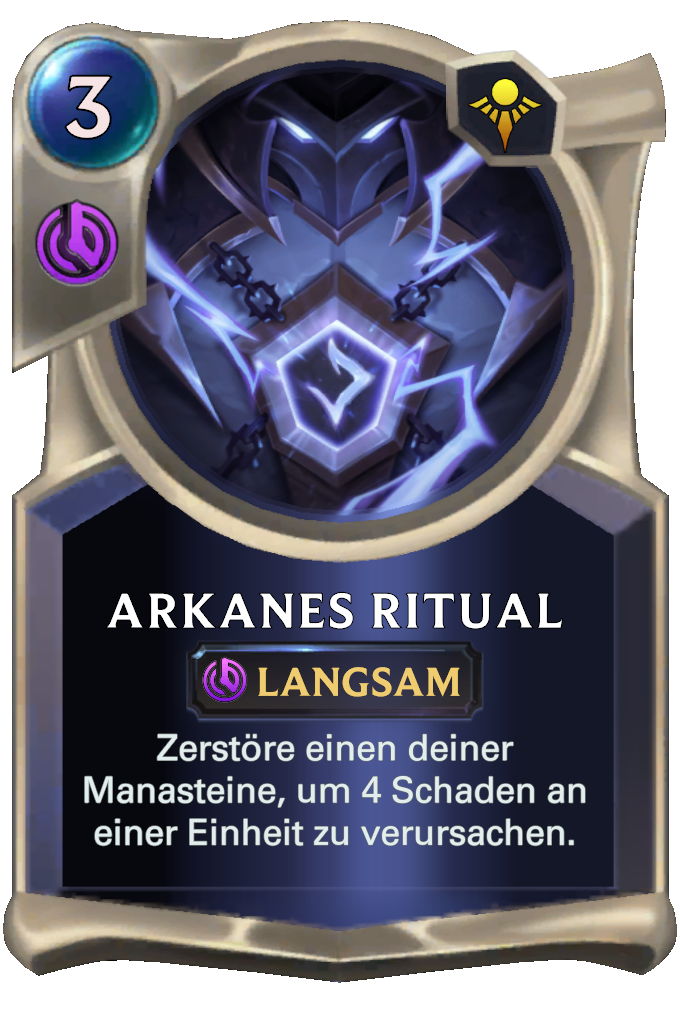 3
ARKANES RITUAL
LANGSAM
Zerstöre einen deiner
Manasteine, um 4 Schaden an
einer Einheit zu verursachen.